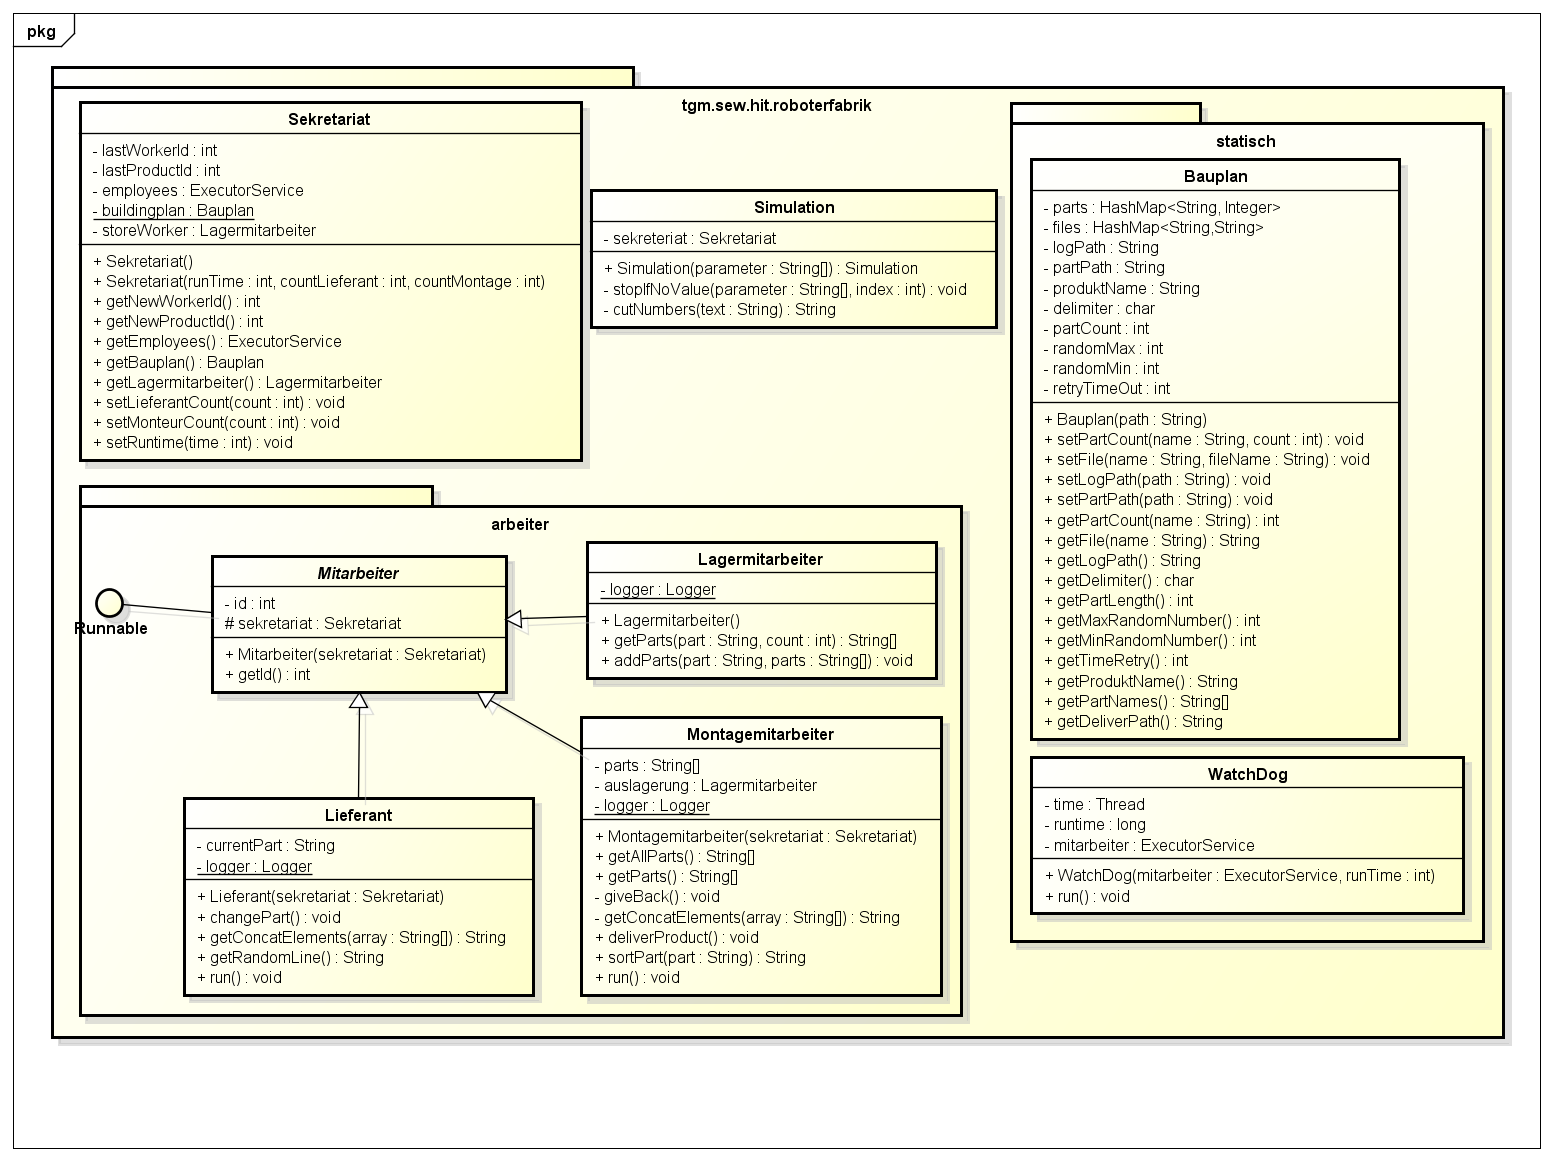 pkg
tgm.sew.hit.roboterfabrik
Sekretariat
- lastWorkerId : int
- lastProductId : int
- employees : ExecutorService
- buildingplan : Bauplan
- storeWorker : Lagermitarbeiter
+ Sekretariat()
+ Sekretariat(runTime : int, countLieferant : int, countMontage : int)
+ getNewWorkerId() : int
+ getNewProductId() : int
+ getEmployees() : ExecutorService
+ getBauplan() : Bauplan
+ getLagermitarbeiter() : Lagermitarbeiter
+ setLieferantCount(count : int) : void
+ setMonteurCount(count : int) : void
+ setRuntime(time : int) : void
Simulation
- sekreteriat : Sekretariat
+ Simulation(parameter : String[]) : Simulation
- stopIfNoValue(parameter : String[], index : int) : void
- cutNumbers(text : String) : String
statisch
Bauplan
- parts : HashMap<String, Integer>
- files : HashMap<String,String>
- logPath : String
- partPath : String
- produktName : String
- delimiter : char
- partCount : int
- randomMax : int
- randomMin : int
- retryTimeOut : int
+ Bauplan(path : String)
+ setPartCount(name : String, count : int) : void
+ setFile(name : String, fileName : String) : void
+ setLogPath(path : String) : void
+ setPartPath(path : String) : void
+ getPartCount(name : String) : int
+ getFile(name : String) : String
+ getLogPath() : String
+ getDelimiter() : char
+ getPartLength() : int
+ getMaxRandomNumber() : int
+ getMinRandomNumber() : int
+ getTimeRetry() : int
+ getProduktName() : String
+ getPartNames() : String[]
+ getDeliverPath() : String
WatchDog
- time : Thread
- runtime : long
- mitarbeiter : ExecutorService
+ WatchDog(mitarbeiter : ExecutorService, runTime : int)
+ run() : void
arbeiter
Runnable
Mitarbeiter
- id : int
# sekretariat : Sekretariat
+ Mitarbeiter(sekretariat : Sekretariat)
+ getId() : int
Lagermitarbeiter
- logger : Logger
+ Lagermitarbeiter()
+ getParts(part : String, count : int) : String[]
+ addParts(part : String, parts : String[]) : void
Lieferant
- currentPart : String
- logger : Logger
+ Lieferant(sekretariat : Sekretariat)
+ changePart() : void
+ getConcatElements(array : String[]) : String
+ getRandomLine() : String
+ run() : void
Montagemitarbeiter
- parts : String[]
- auslagerung : Lagermitarbeiter
- logger : Logger
+ Montagemitarbeiter(sekretariat : Sekretariat)
+ getAllParts() : String[]
+ getParts() : String[]
- giveBack() : void
- getConcatElements(array : String[]) : String
+ deliverProduct() : void
+ sortPart(part : String) : String
+ run() : void